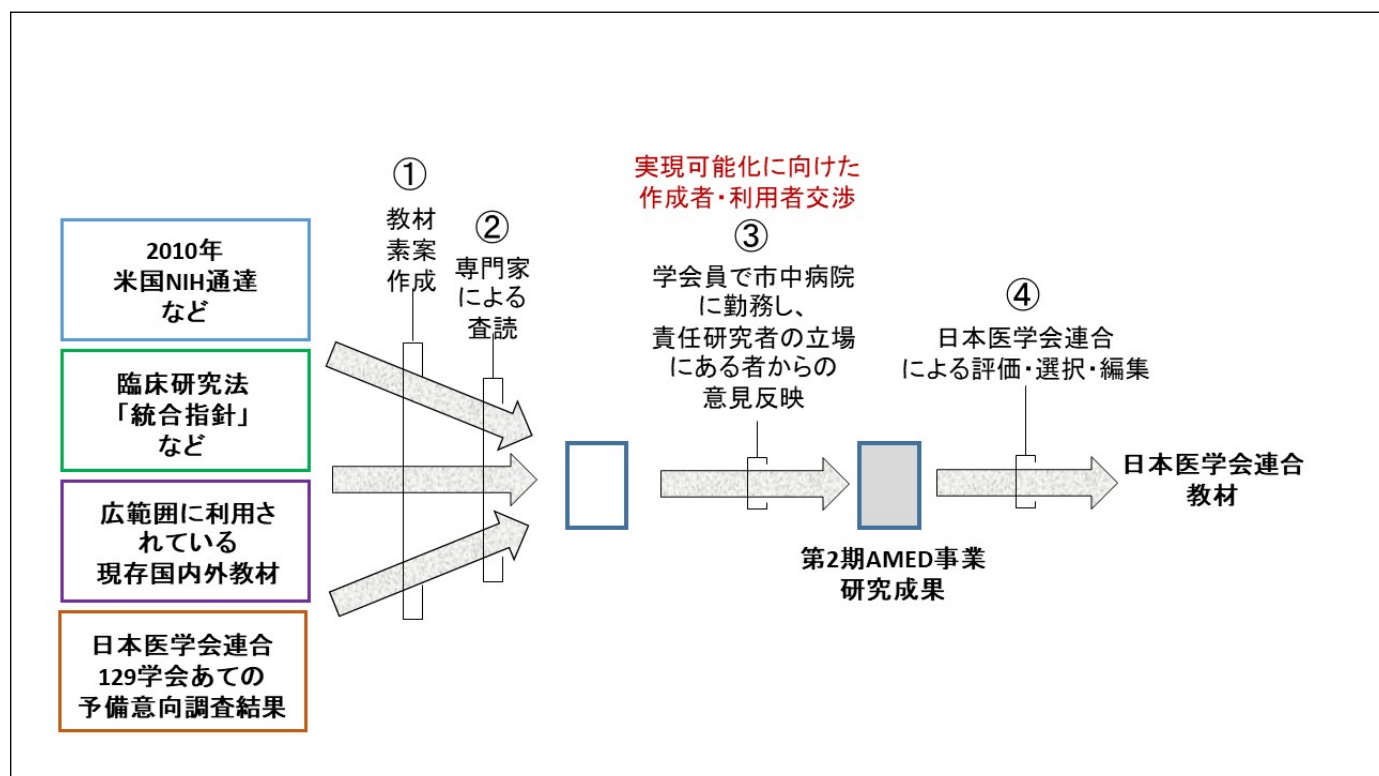 2010年
米国NIH通達
など
臨床研究法
「統合指針」
など
広範囲に利用さ
れている
現存国内外教材
日本医学会連合
129学会あての
予備意向調査結果
①
教材
素案
作成
②
専門家
による
査読
実現可能化に向けた
作成者・利用者交渉
③
学会員で市中病院
に勤務し、
責任研究者の立場
にある者からの
意見反映
第2期AMED事業
研究成果
④
日本医学会連合
による評価・選択・編集
日本医学会連合
教材